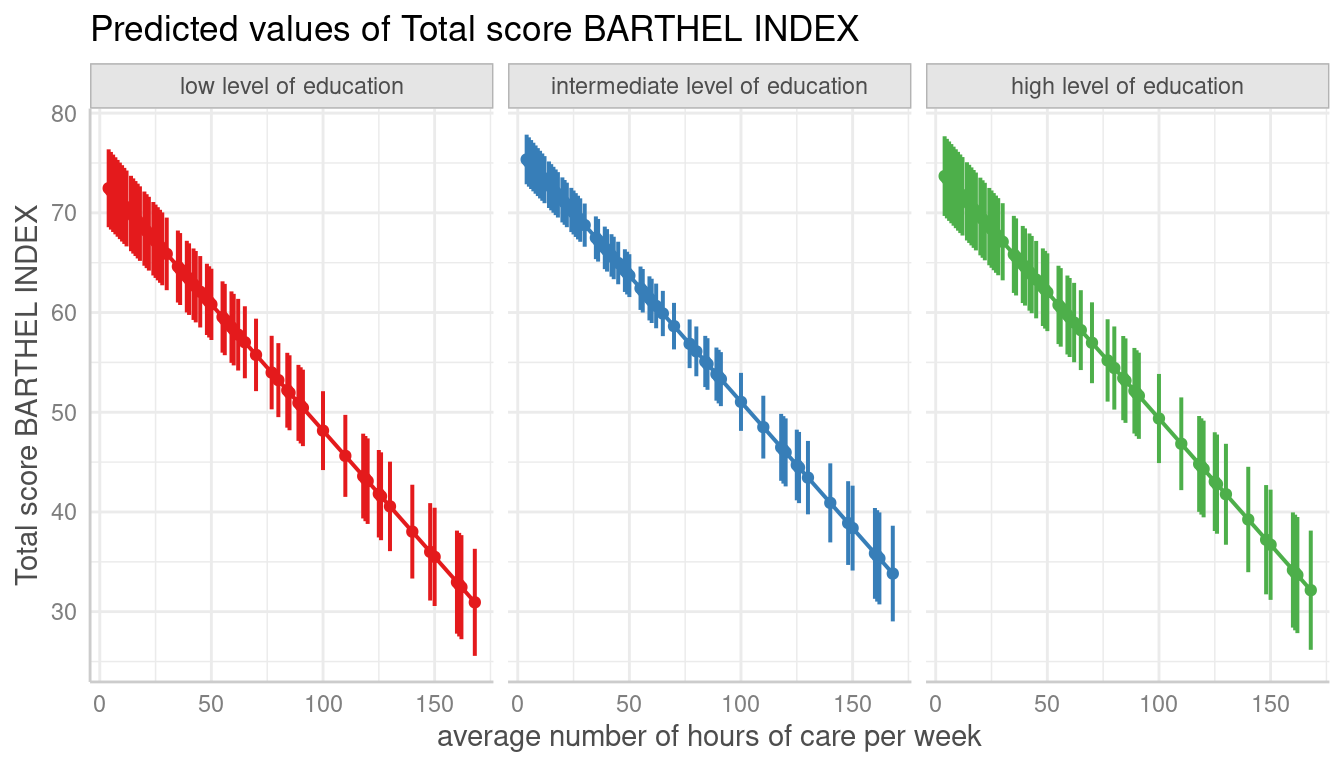 Predicted values of Total score BARTHEL INDEX
low level of education
intermediate level of education
high level of education
Total score BARTHEL INDEX
80
70
60
50
40
30
0 50 100 150
0 50 100 150
0 50 100 150
average number of hours of care per week